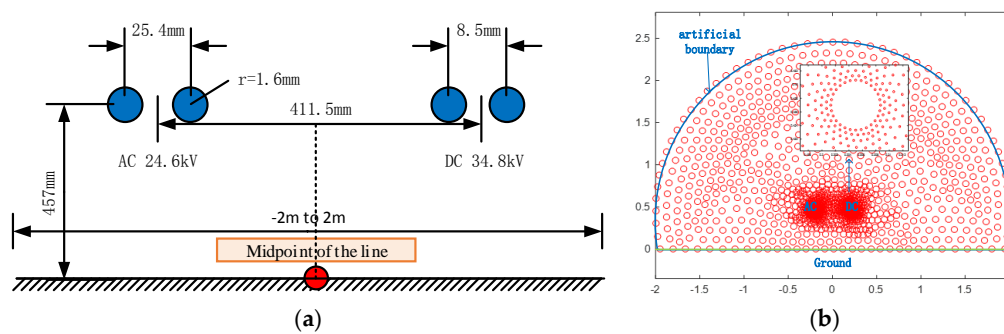 25.4mm
8.5mm
r=1.6mm
411.5mm
AC 24.6kV
DC 34.8kV
457mm
-2m to 2m
Midpoint of the line
(a)
artificial
boundary
2.5
2
1.5
1
0.5
0
AC
DC
Ground
-2
-1.5
-1
-0.5
0
0.5
1
1.5
(b)